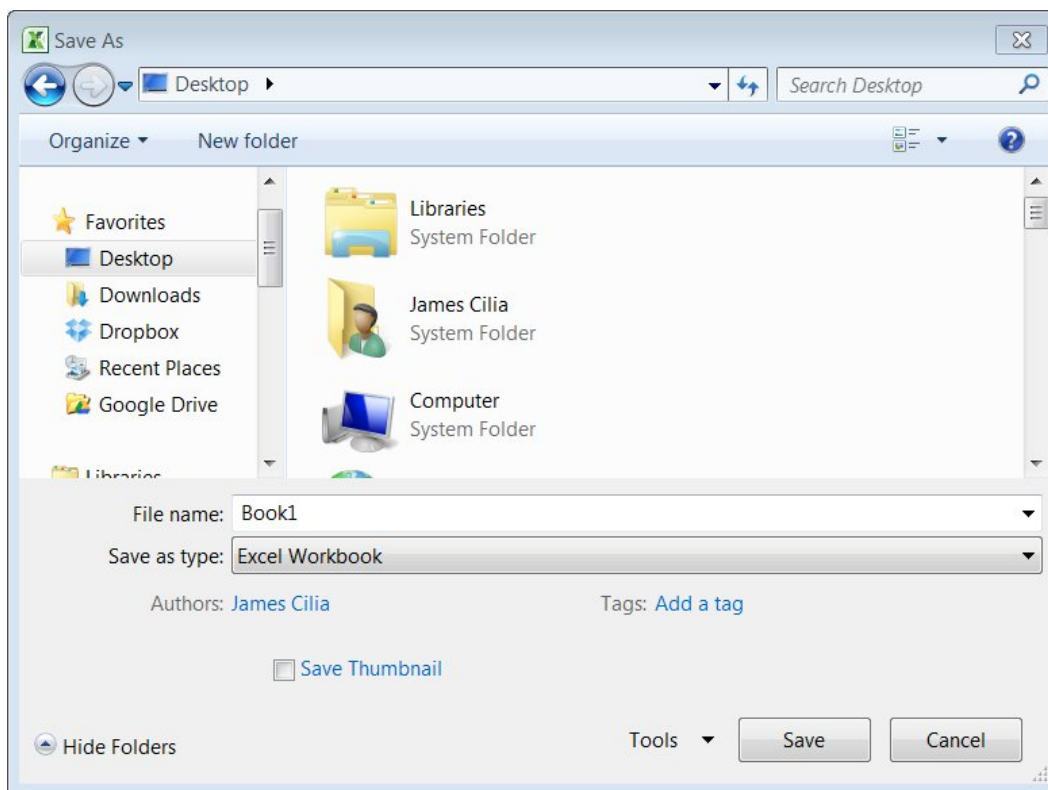 Save As
Desktop
Search Desktop
Organize
New folder
Favorites
Desktop
Downloads
Dropbox
Recent Places
Google Drive
Libraries
Libraries
System Folder
James Cilia
System Folder
Computer
System Folder
File name: Book1
Save as type: Excel Workbook
Authors: James Cilia Tags: Add a tag
Save Thumbnail
Hide Folders
Tools
Save
Cancel